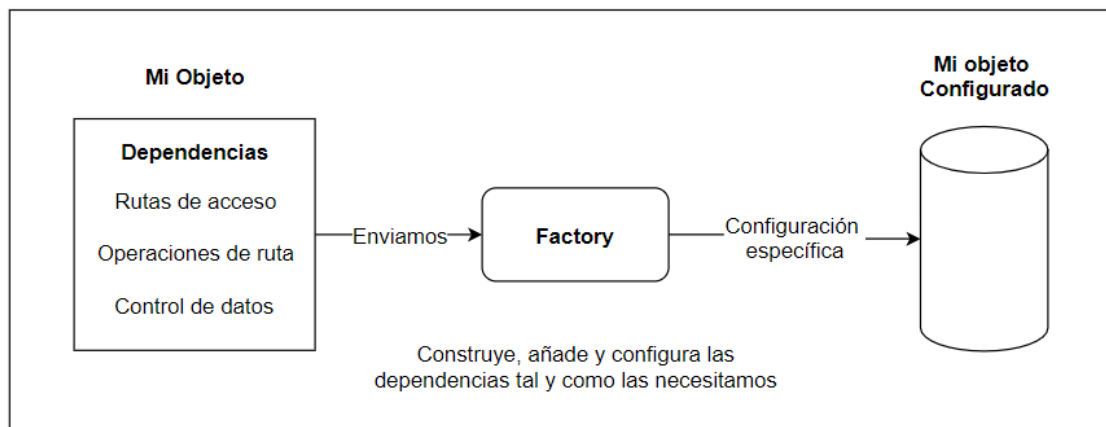 Mi Objeto
Dependencias
Rutas de acceso
Operaciones de ruta
Control de datos
Enviamos
Factory
Construye, añade y configura las
dependencias tal y como las necesitamos
Configuración
específica
Mi objeto
Configurado